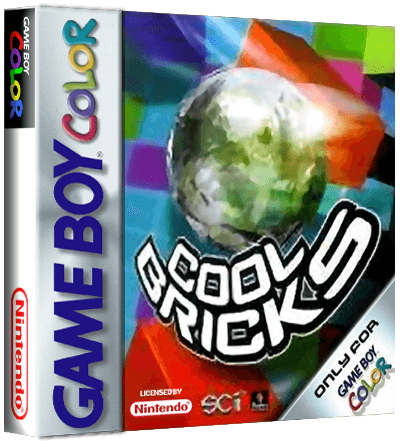 GAME BOY
COLOR
Nintendo
GAME BOY COLOR
COOL
BRICKS
LICENSED BY
Nintendo
SCi
ONLY FOR
GAME BOY
COLOR